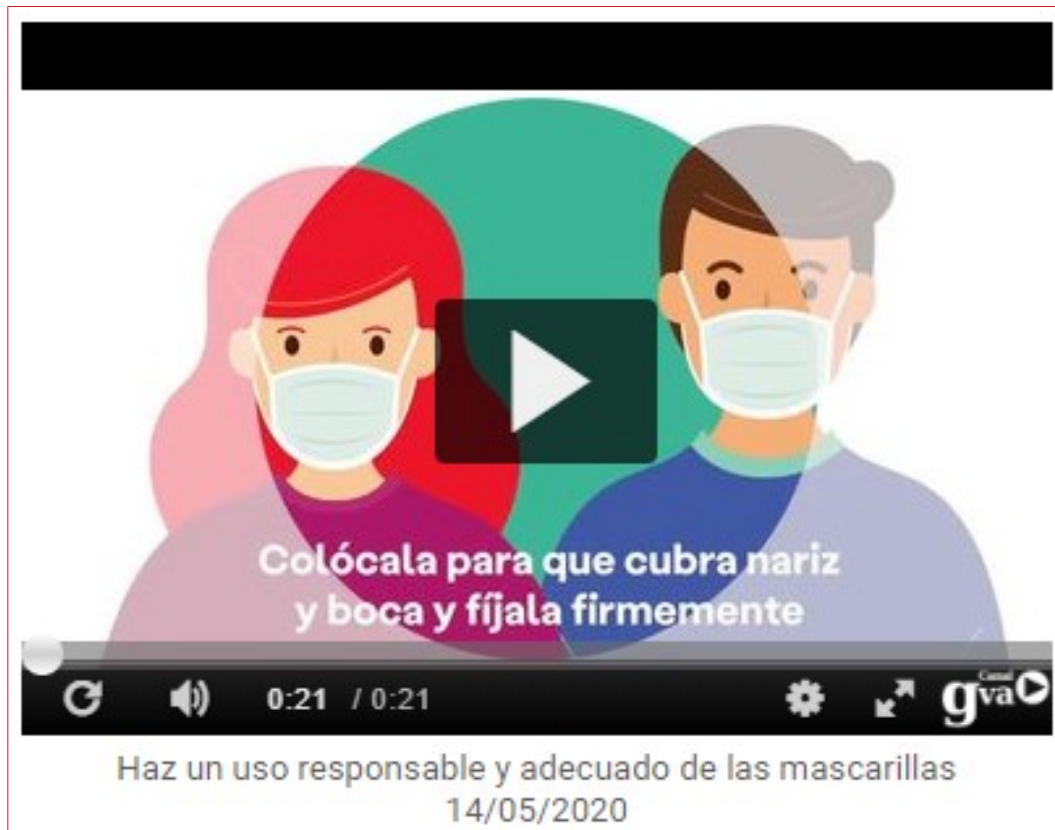 Colócala para que cubra nariz
y boca y fíjala firmemente
0:21 / 0:21
Canal
gva
Haz un uso responsable y adecuado de las mascarillas
14/05/2020